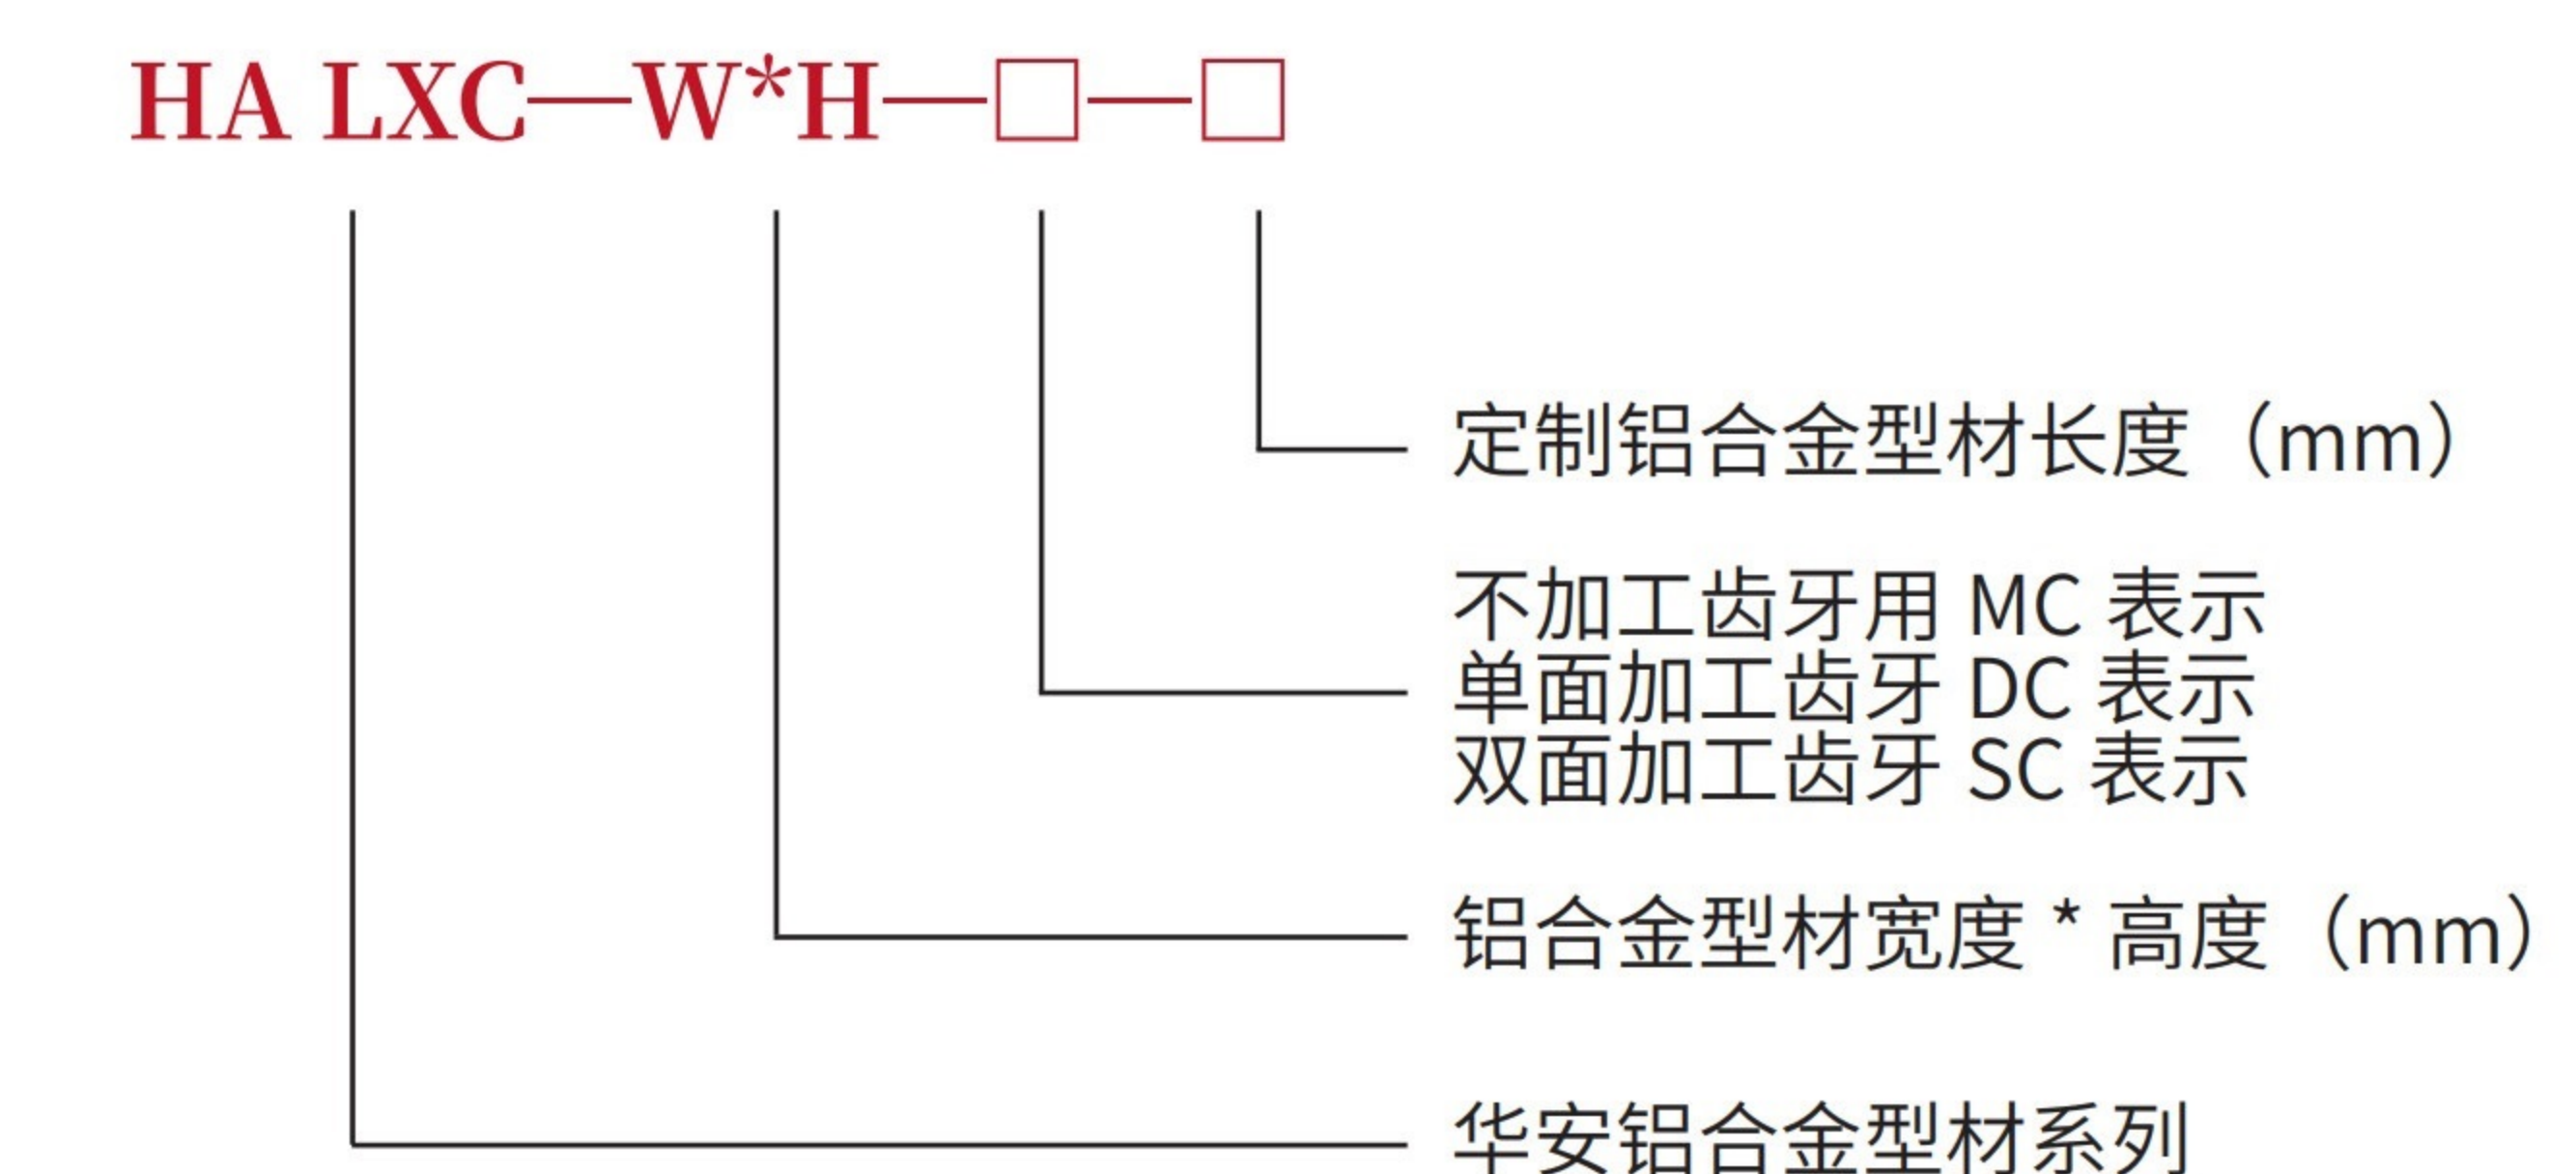 HA LXC—W*H—□—□
定制铝合金型材长度（mm）
不加工齿牙用 MC 表示
单面加工齿牙 DC 表示
双面加工齿牙 SC 表示
铝合金型材宽度 * 高度（mm）
华安铝合金型材系列